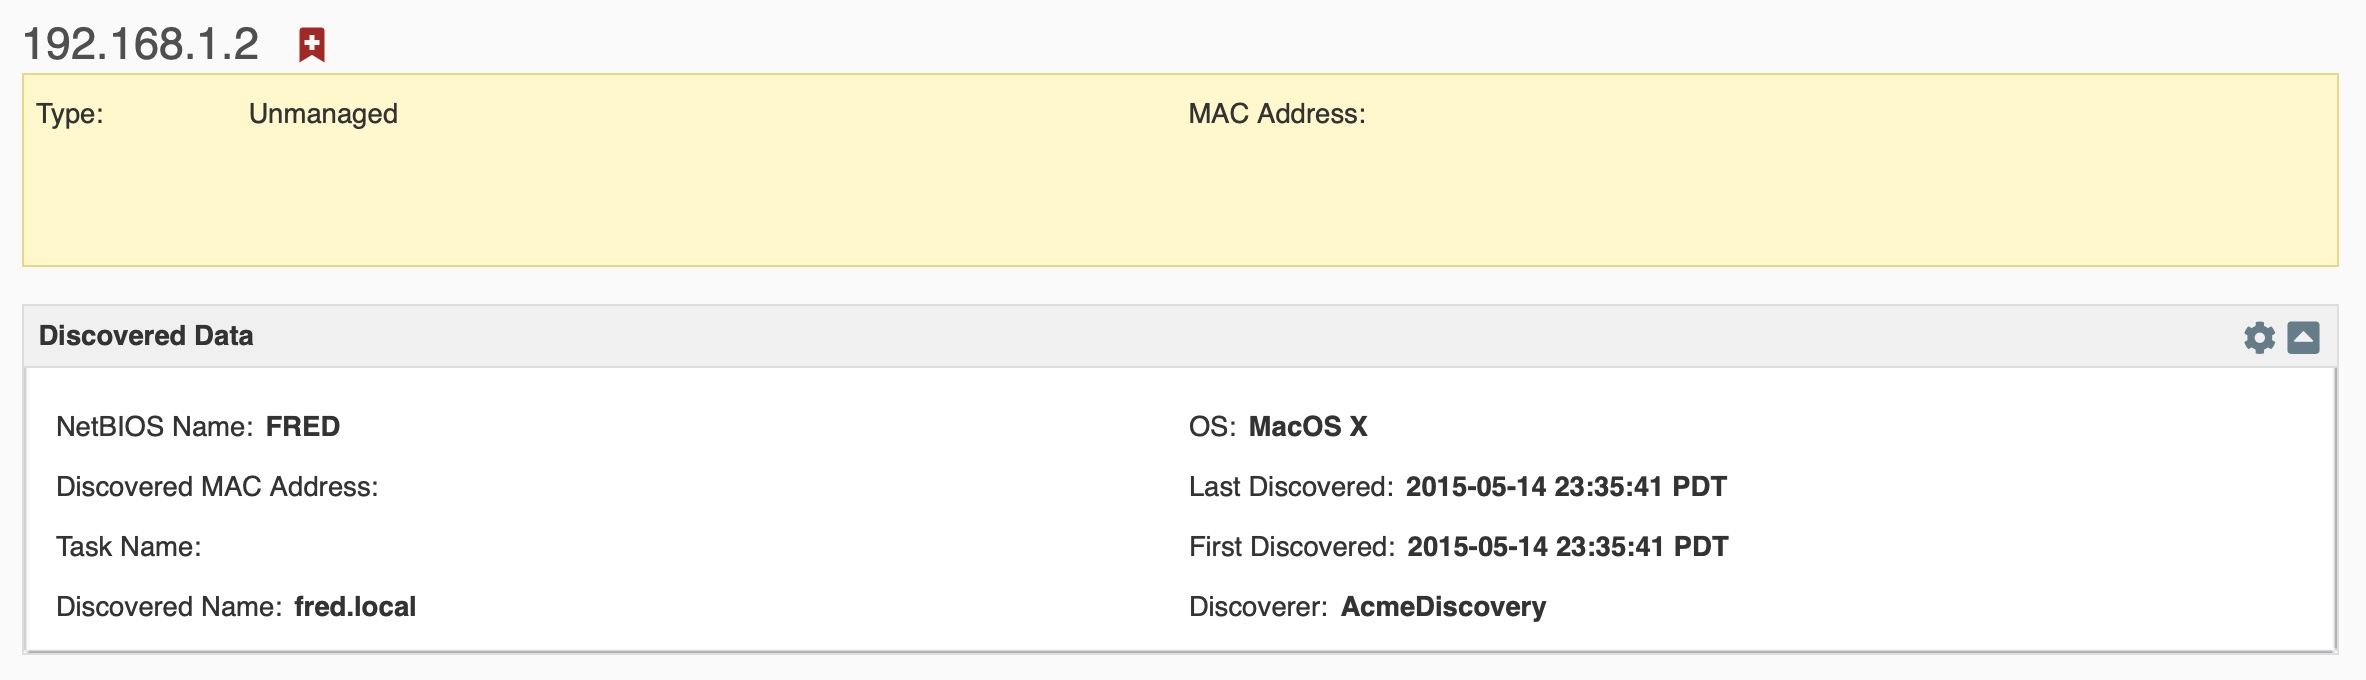 192.168.1.2
Type: Unmanaged MAC Address:
Discovered Data
NetBIOS Name: FRED OS: MacOS X
Discovered MAC Address: Last Discovered: 2015-05-14 23:35:41 PDT
Task Name: First Discovered: 2015-05-14 23:35:41 PDT
Discovered Name: fred.local Discoverer: AcmeDiscovery